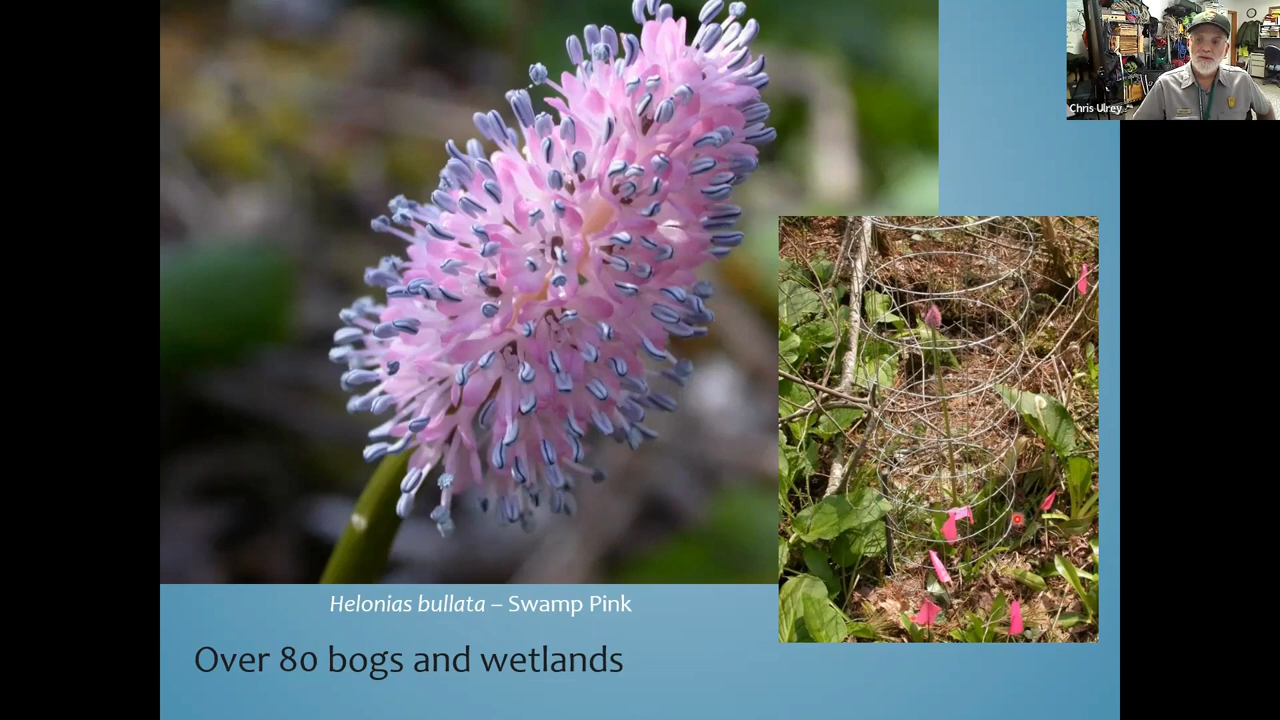 Chris Ulrey
Helonias bullata – Swamp Pink
Over 80 bogs and wetlands